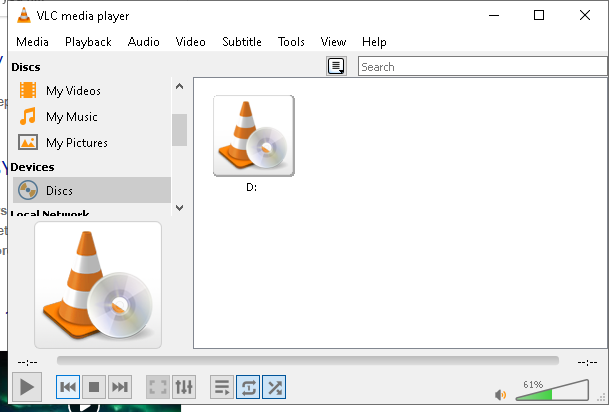 VLC media player
Media Playback Audio Video Subtitle Tools View Help
Discs
Search
My Videos
My Music
My Pictures
Devices
Discs
Local Network
D:
--:-- --:--
61%